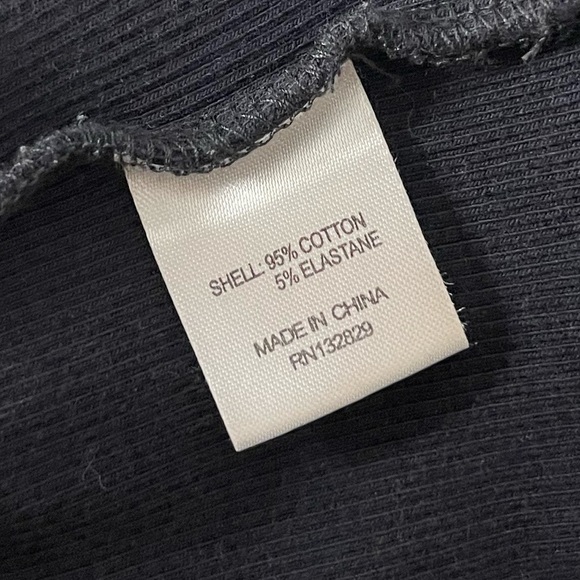 SHELL: 95% COTTON
5% ELASTANE
MADE IN CHINA
RN132829